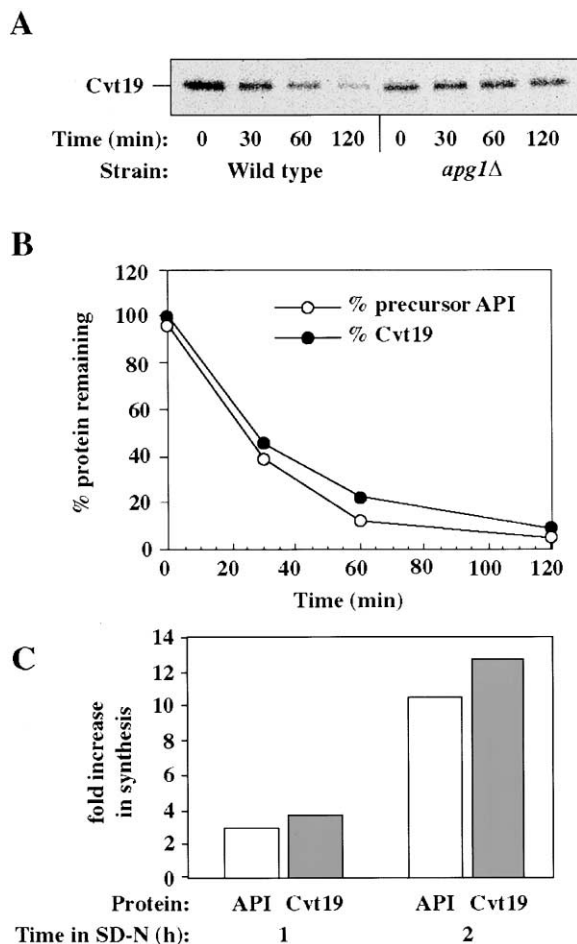 A
Cvt19
Time (min): 0 30 60 120 0 30 60 120
Strain: Wild type apg1Δ
B
120
100
80
60
40
20
0
% protein remaining
% precursor API
% Cvt19
0 20 40 60 80 100 120
Time (min)
C
14
12
10
8
6
4
2
0
fold increase
in synthesis
Protein: API Cvt19 API Cvt19
Time in SD-N (h): 1 2